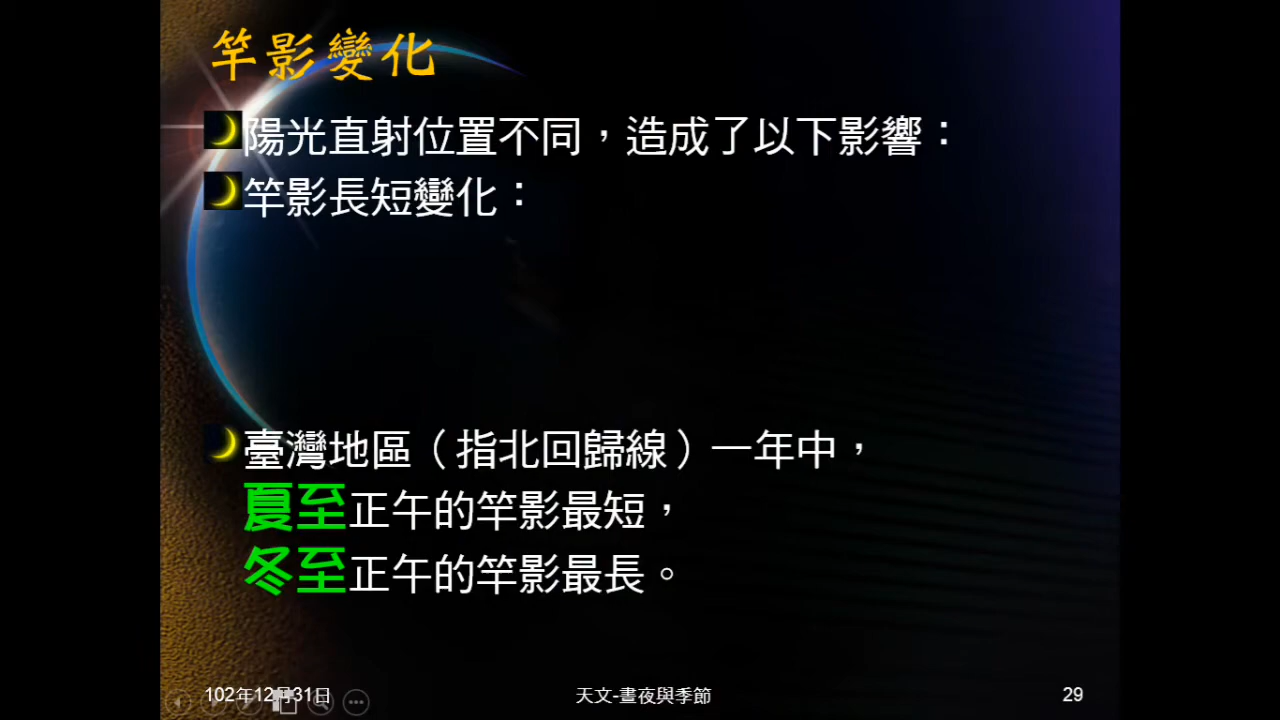 竿影變化
陽光直射位置不同，造成了以下影響：
竿影長短變化：
臺灣地區（指北回歸線）一年中，
夏至正午的竿影最短，
冬至正午的竿影最長。
102年12月31日
天文-晝夜與季節
29